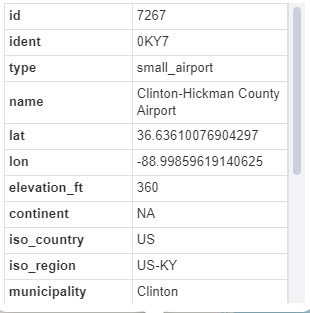 id 7267
ident 0KY7
type small_airport
name Clinton-Hickman County
Airport
lat 36.63610076904297
lon -88.99859619140625
elevation_ft 360
continent NA
iso_country US
iso_region US-KY
municipality Clinton